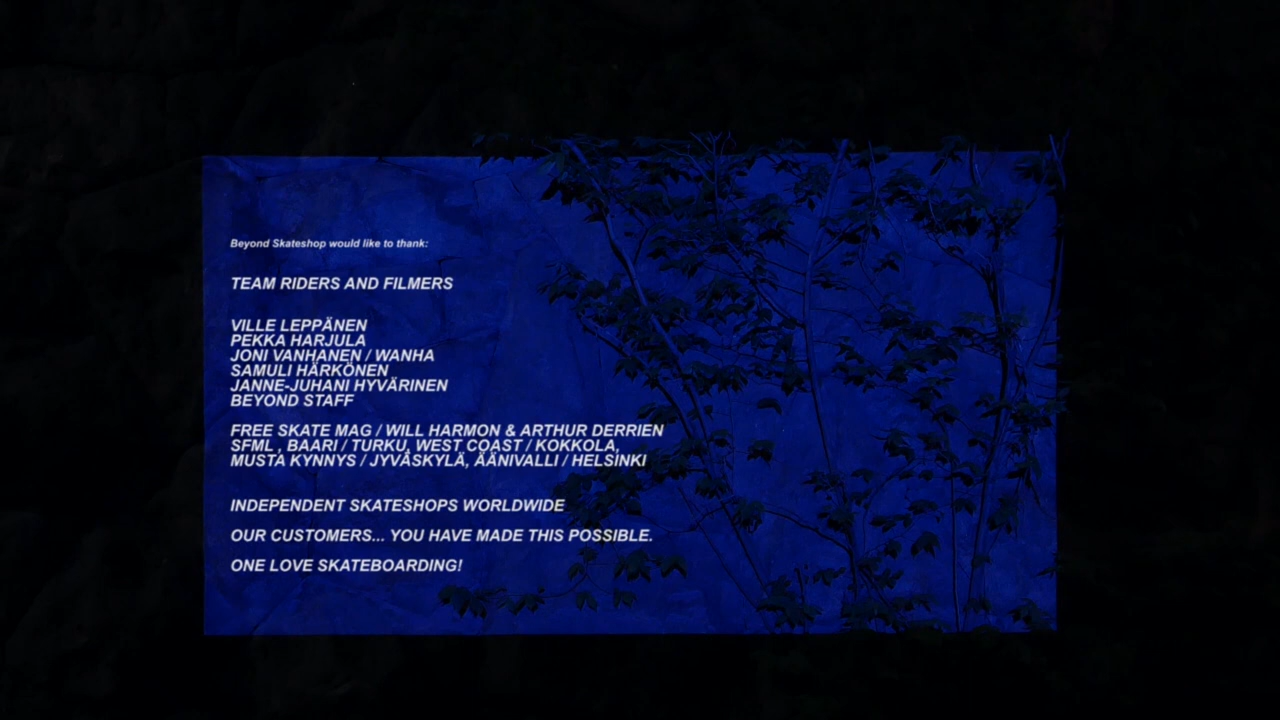 Beyond Skateshop would like to thank:
TEAM RIDERS AND FILMERS
VILLE LEPPÄNEN
PEKKA HARJULA
JONI VANHANEN / WANHA
SAMULI HÄRKÖNEN
JANNE-JUHANI HYVÄRINEN
BEYOND STAFF
FREE SKATE MAG / WILL HARMON & ARTHUR DERRIEN
SFML , BAARI / TURKU, WEST COAST / KOKKOLA,
MUSTA KYNNYS / JYVÄSKYLÄ, ÄÄNIVALLI / HELSINKI
INDEPENDENT SKATESHOPS WORLDWIDE
OUR CUSTOMERS... YOU HAVE MADE THIS POSSIBLE.
ONE LOVE SKATEBOARDING!